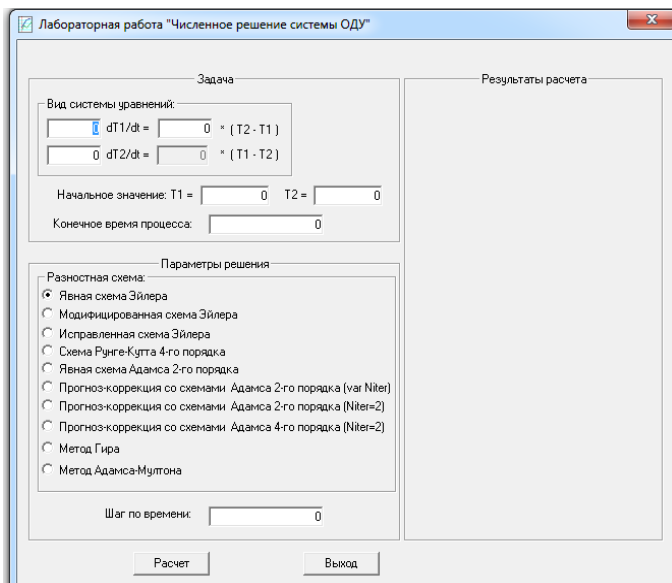 Лабораторная работа "Численное решение системы ОДУ"
Задача
Вид системы уравнений:
0 dT1/dt = 0 * ( T2 - T1 )
0 dT2/dt = 0 * ( T1 - T2 )
Начальное значение: T1 = 0 T2 = 0
Конечное время процесса: 0
Параметры решения
Разностная схема:
Явная схема Эйлера
Модифицированная схема Эйлера
Исправленная схема Эйлера
Схема Рунге-Кутта 4-го порядка
Явная схема Адамса 2-го порядка
Прогноз-коррекция со схемами Адамса 2-го порядка (var Niter)
Прогноз-коррекция со схемами Адамса 2-го порядка (Niter=2)
Прогноз-коррекция со схемами Адамса 4-го порядка (Niter=2)
Метод Гира
Метод Адамса-Мултона
Шаг по времени: 0
Расчет Выход
Результаты расчета